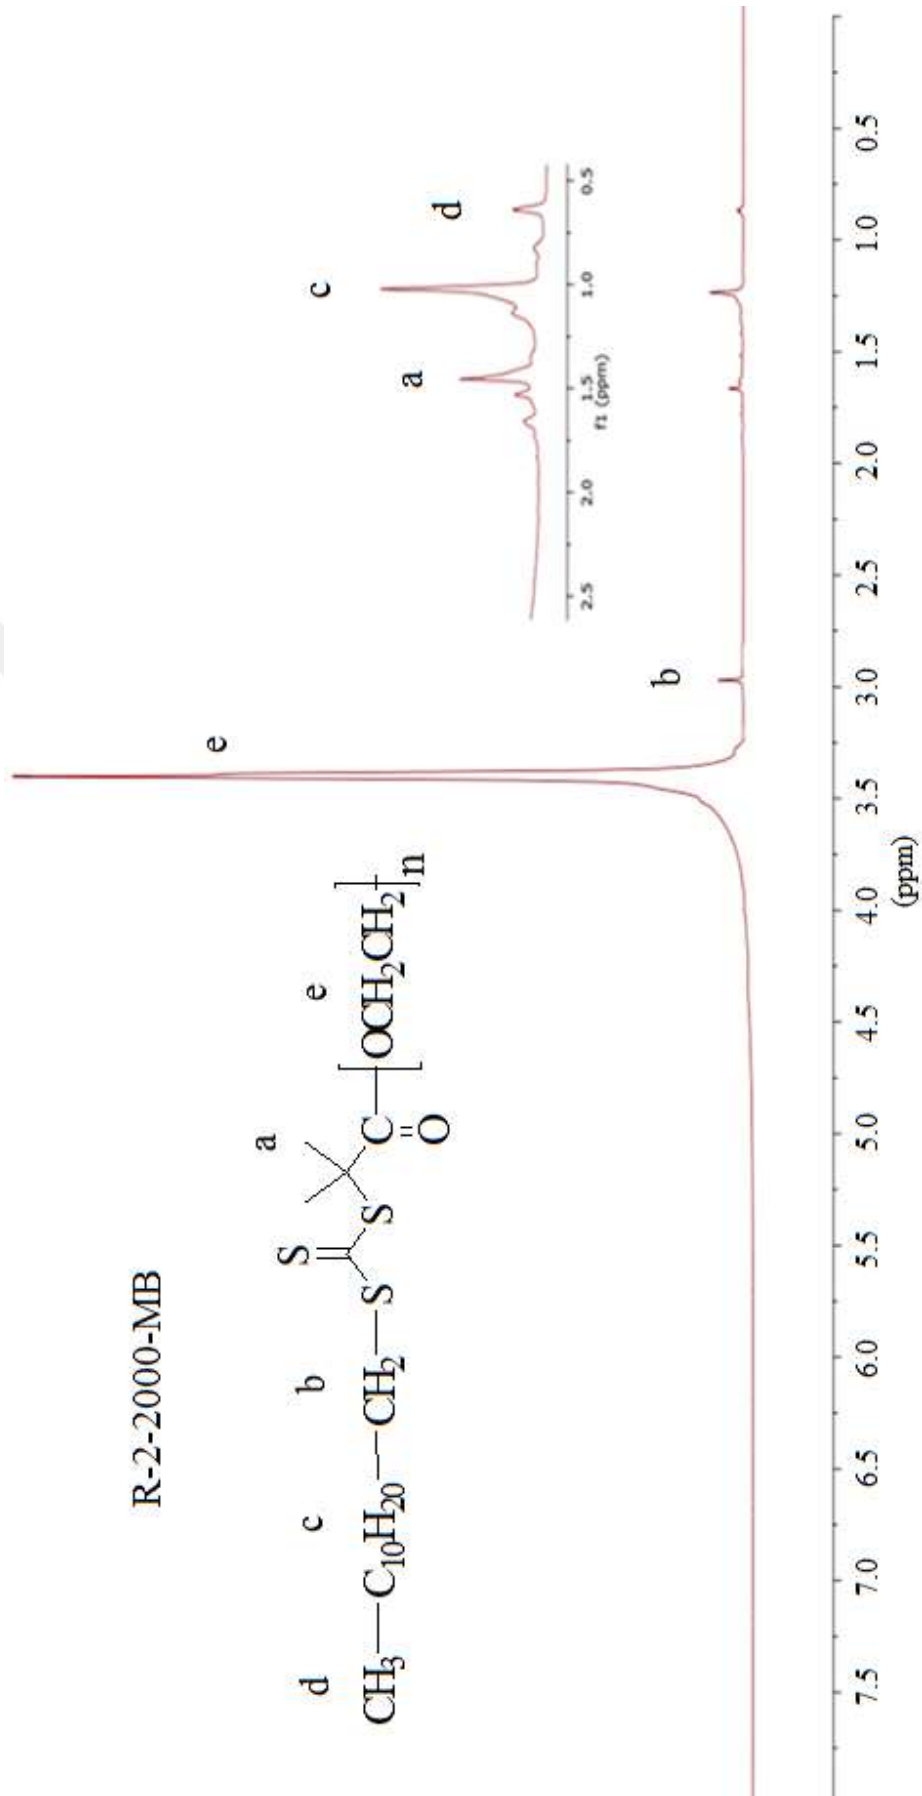 R-2-2000-MB
d c b a e
CH3—C10H20—CH2—S S C O [OCH2CH2]n
S
e
b
a
c
d
2.5 2.0 1.5 1.0 0.5
f1 (ppm)
7.5 7.0 6.5 6.0 5.5 5.0 4.5 4.0 3.5 3.0 2.5 2.0 1.5 1.0 0.5
(ppm)